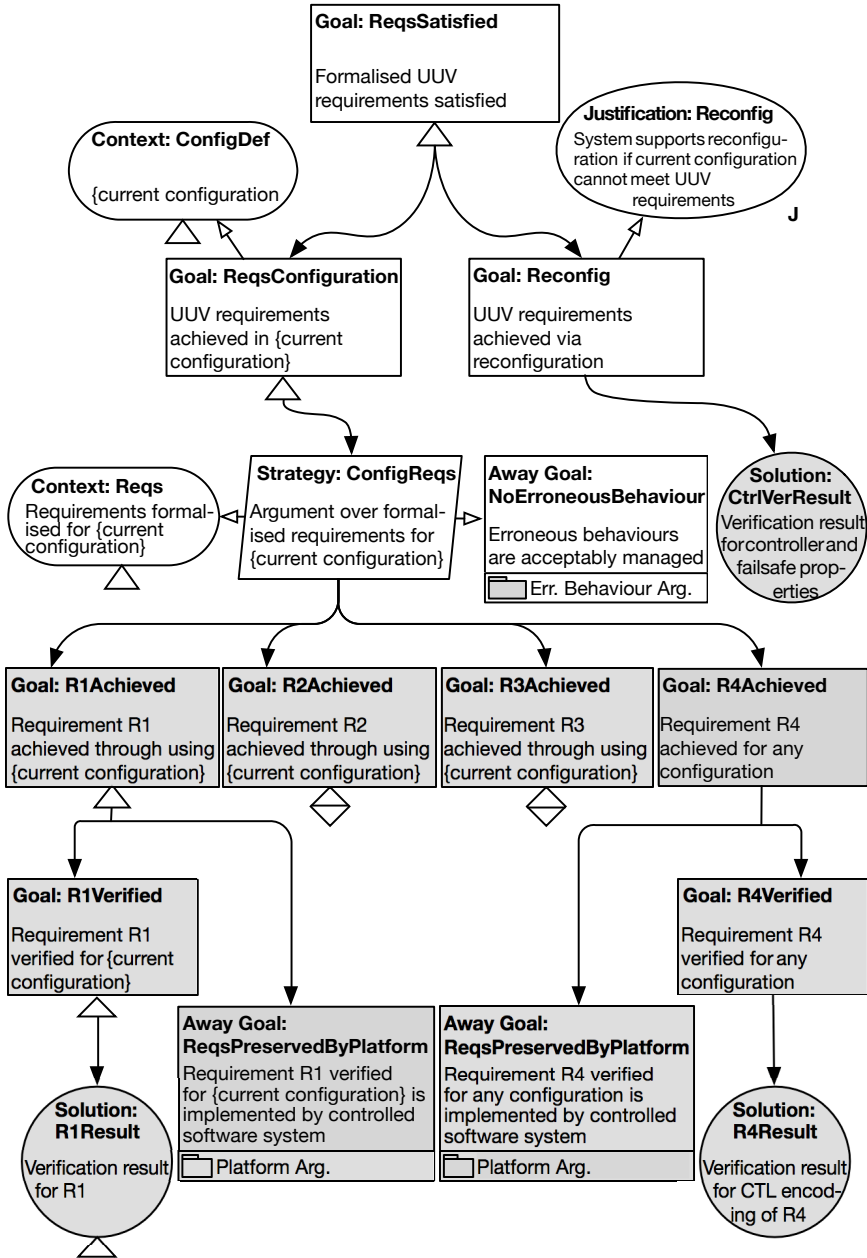 Goal: ReqsSatisfied
Formalised UUV
requirements satisfied
Context: ConfigDef
{current configuration
Justification: Reconfig
System supports reconfigu-
ration if current configuration
cannot meet UUV
requirements
J
Goal: ReqsConfiguration
UUV requirements
achieved in {current
configuration}
Goal: Reconfig
UUV requirements
achieved via
reconfiguration
Context: Reqs
Requirements formal-
ised for {current
configuration}
Strategy: ConfigReqs
Argument over formal-
ised requirements for
{current configuration}
Away Goal:
NoErroneousBehaviour
Erroneous behaviours
are acceptably managed
Err. Behaviour Arg.
Solution:
CtrlVerResult
Verification result
for controller and
failsafe prop-
erties
Goal: R1Achieved
Requirement R1
achieved through using
{current configuration}
Goal: R2Achieved
Requirement R2
achieved through using
{current configuration}
Goal: R3Achieved
Requirement R3
achieved through using
{current configuration}
Goal: R4Achieved
Requirement R4
achieved for any
configuration
Goal: R1Verified
Requirement R1
verified for {current
configuration}
Goal: R4Verified
Requirement R4
verified for any
configuration
Away Goal:
ReqsPreservedByPlatform
Requirement R1 verified
for {current configuration} is
implemented by controlled
software system
Platform Arg.
Away Goal:
ReqsPreservedByPlatform
Requirement R4 verified
for any configuration is
implemented by controlled
software system
Platform Arg.
Solution:
R1Result
Verification result
for R1
Solution:
R4Result
Verification result
for CTL encod-
ing of R4